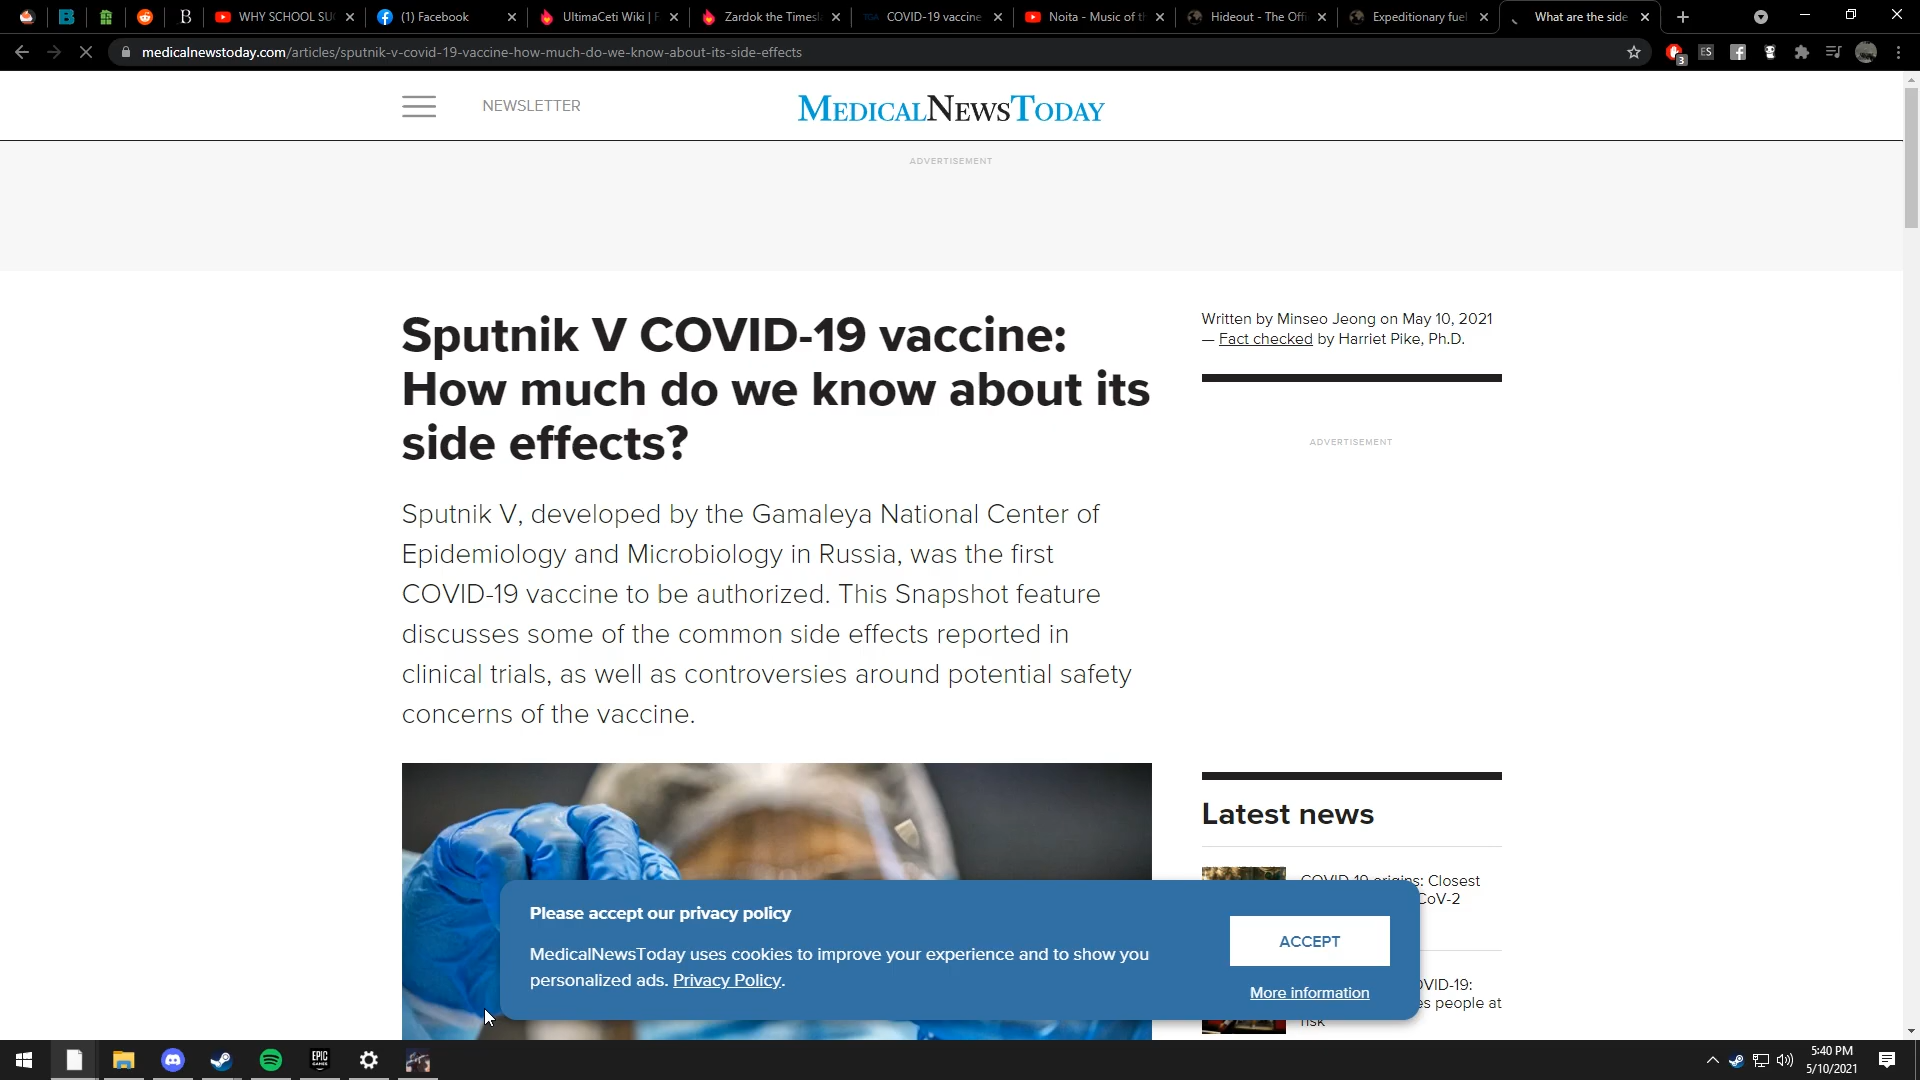 WHY SCHOOL SU
(1) Facebook
UltimaCeti Wiki | F
Zardok the Timesl
COVID-19 vaccine
Noita - Music of th
Hideout - The Offi
Expeditionary fuel
What are the side
medicalnewstoday.com/articles/sputnik-v-covid-19-vaccine-how-much-do-we-know-about-its-side-effects
3
ES
NEWSLETTER
MEDICALNEWSTODAY
ADVERTISEMENT
Sputnik V COVID-19 vaccine:
How much do we know about its
side effects?
Written by Minseo Jeong on May 10, 2021
— Fact checked by Harriet Pike, Ph.D.
ADVERTISEMENT
Sputnik V, developed by the Gamaleya National Center of
Epidemiology and Microbiology in Russia, was the first
COVID-19 vaccine to be authorized. This Snapshot feature
discusses some of the common side effects reported in
clinical trials, as well as controversies around potential safety
concerns of the vaccine.
Latest news
COVID-19 origins: Closest
CoV-2
OVID-19:
es people at
risk
Please accept our privacy policy
MedicalNewsToday uses cookies to improve your experience and to show you
personalized ads. Privacy Policy.
ACCEPT
More information
EPIC
GAMES
5:40 PM
5/10/2021